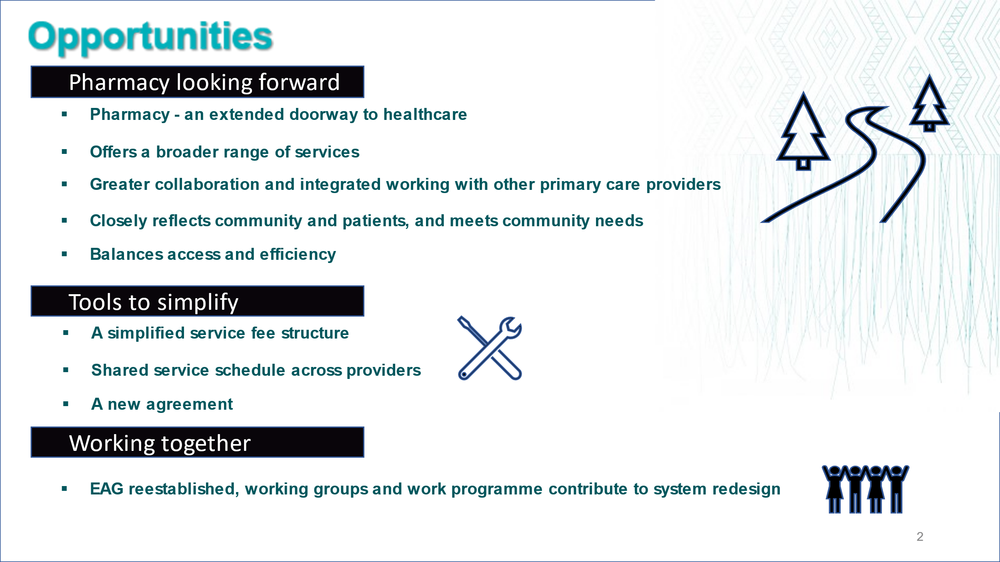 Opportunities
Pharmacy looking forward
▪ Pharmacy - an extended doorway to healthcare
▪ Offers a broader range of services
▪ Greater collaboration and integrated working with other primary care providers
▪ Closely reflects community and patients, and meets community needs
▪ Balances access and efficiency
Tools to simplify
▪ A simplified service fee structure
▪ Shared service schedule across providers
▪ A new agreement
Working together
▪ EAG reestablished, working groups and work programme contribute to system redesign
2